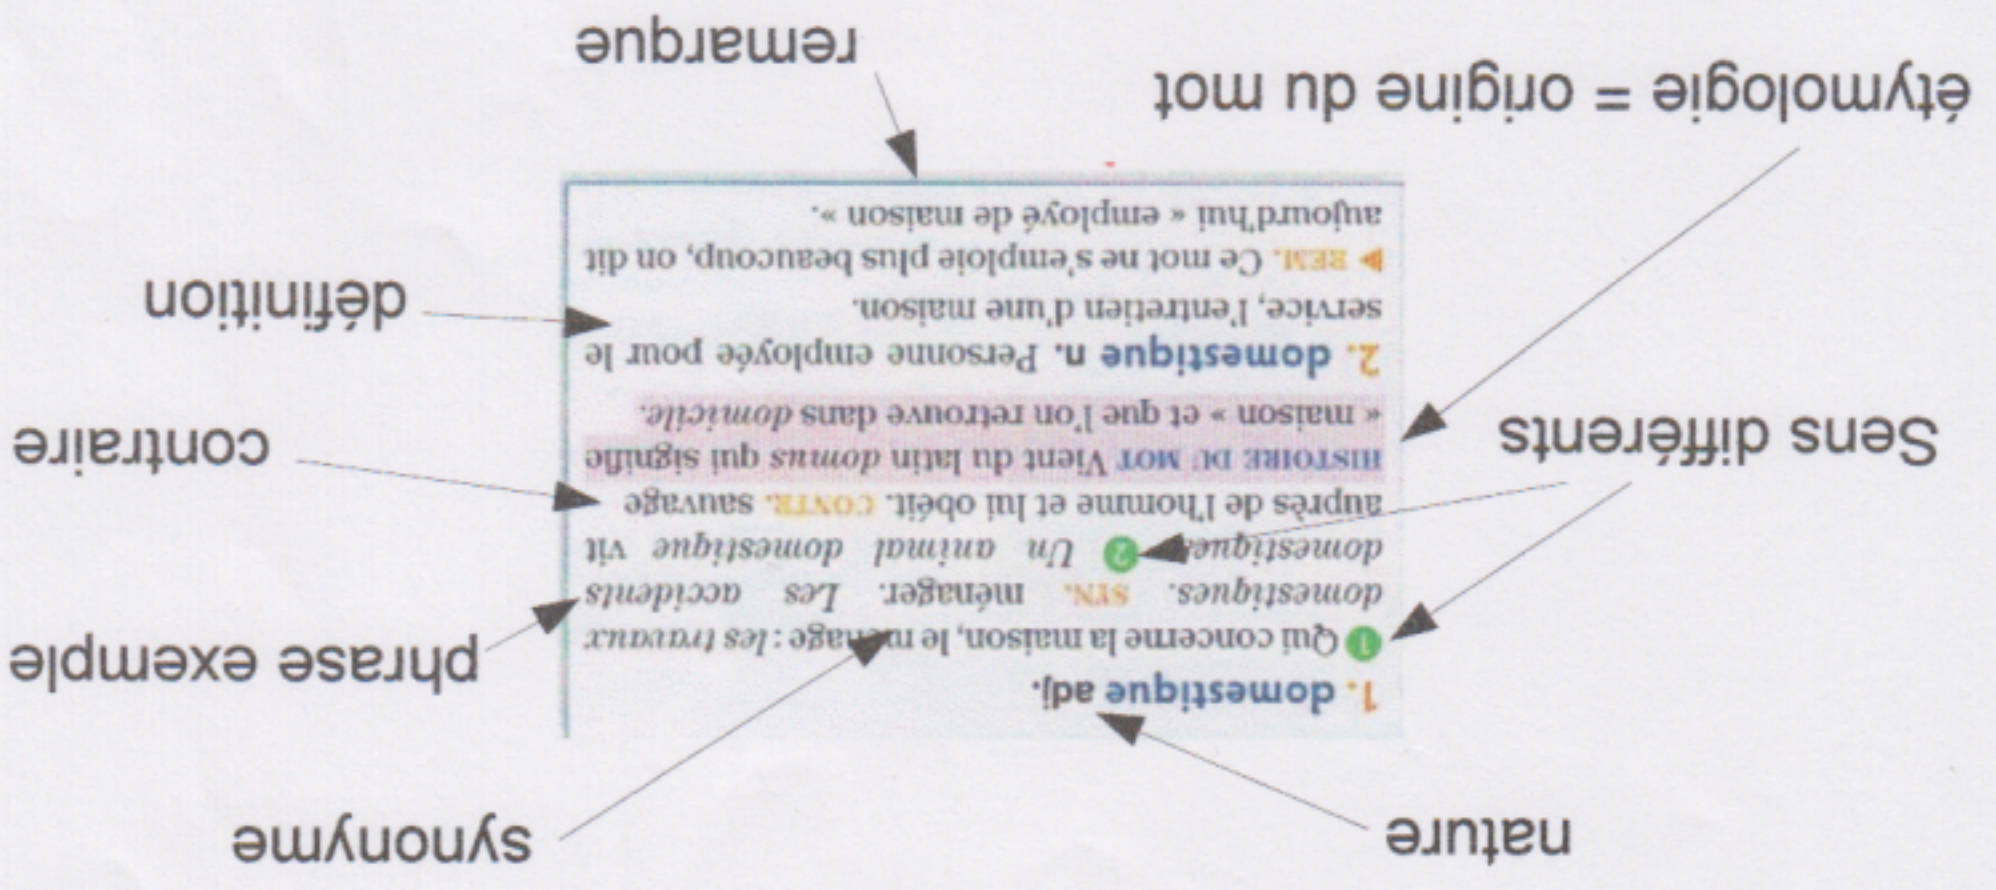 nature
synonyme
1. domestique adj.
❶ Qui concerne la maison, le ménage : les travaux
domestiques. SYN. ménager. Les accidents
domestiques. ❷ Un animal domestique vit
auprès de l'homme et lui obéit. CONTR. sauvage
HISTOIRE DU MOT Vient du latin domus qui signifie
« maison » et que l'on retrouve dans domicile.
2. domestique n. Personne employée pour le
service, l'entretien d'une maison.
▶ REM. Ce mot ne s'emploie plus beaucoup, on dit
aujourd'hui « employé de maison ».
phrase exemple
Sens différents
contraire
définition
étymologie = origine du mot
remarque